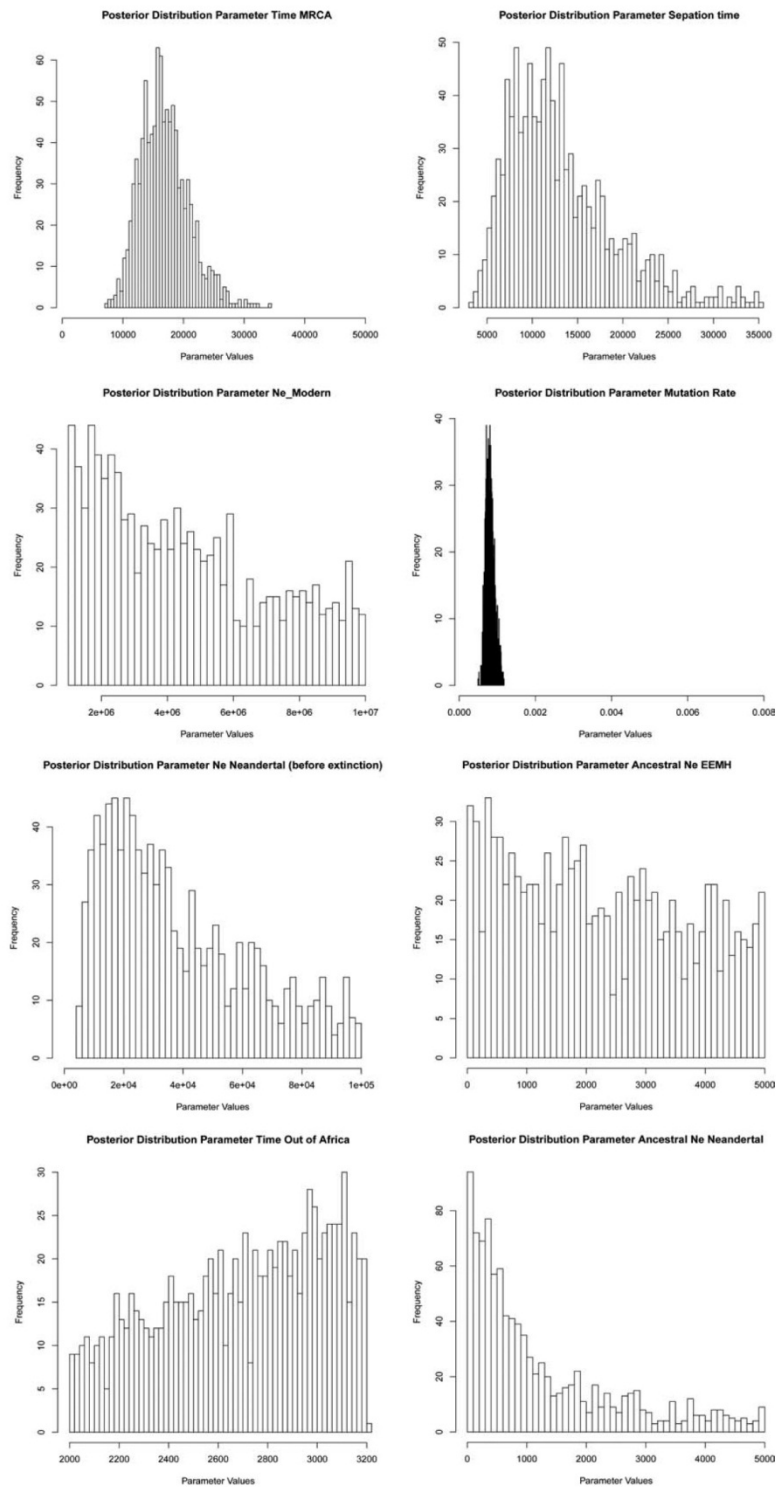 Posterior Distribution Parameter Time MRCA
Frequency
0 10 20 30 40 50 60
0 10000 20000 30000 40000 50000
Parameter Values
Posterior Distribution Parameter Sepation time
Frequency
0 10 20 30 40 50
5000 10000 15000 20000 25000 30000 35000
Parameter Values
Posterior Distribution Parameter Ne_Modern
Frequency
0 10 20 30 40
2e+06 4e+06 6e+06 8e+06 1e+07
Parameter Values
Posterior Distribution Parameter Mutation Rate
Frequency
0 10 20 30 40
0.000 0.002 0.004 0.006 0.008
Parameter Values
Posterior Distribution Parameter Ne Neandertal (before extinction)
Frequency
0 10 20 30 40
0e+00 2e+04 4e+04 6e+04 8e+04 1e+05
Parameter Values
Posterior Distribution Parameter Ancestral Ne EEMH
Frequency
0 5 10 15 20 25 30
0 1000 2000 3000 4000 5000
Parameter Values
Posterior Distribution Parameter Time Out of Africa
Frequency
0 5 10 15 20 25 30
2000 2200 2400 2600 2800 3000 3200
Parameter Values
Posterior Distribution Parameter Ancestral Ne Neandertal
Frequency
0 20 40 60 80
0 1000 2000 3000 4000 5000
Parameter Values